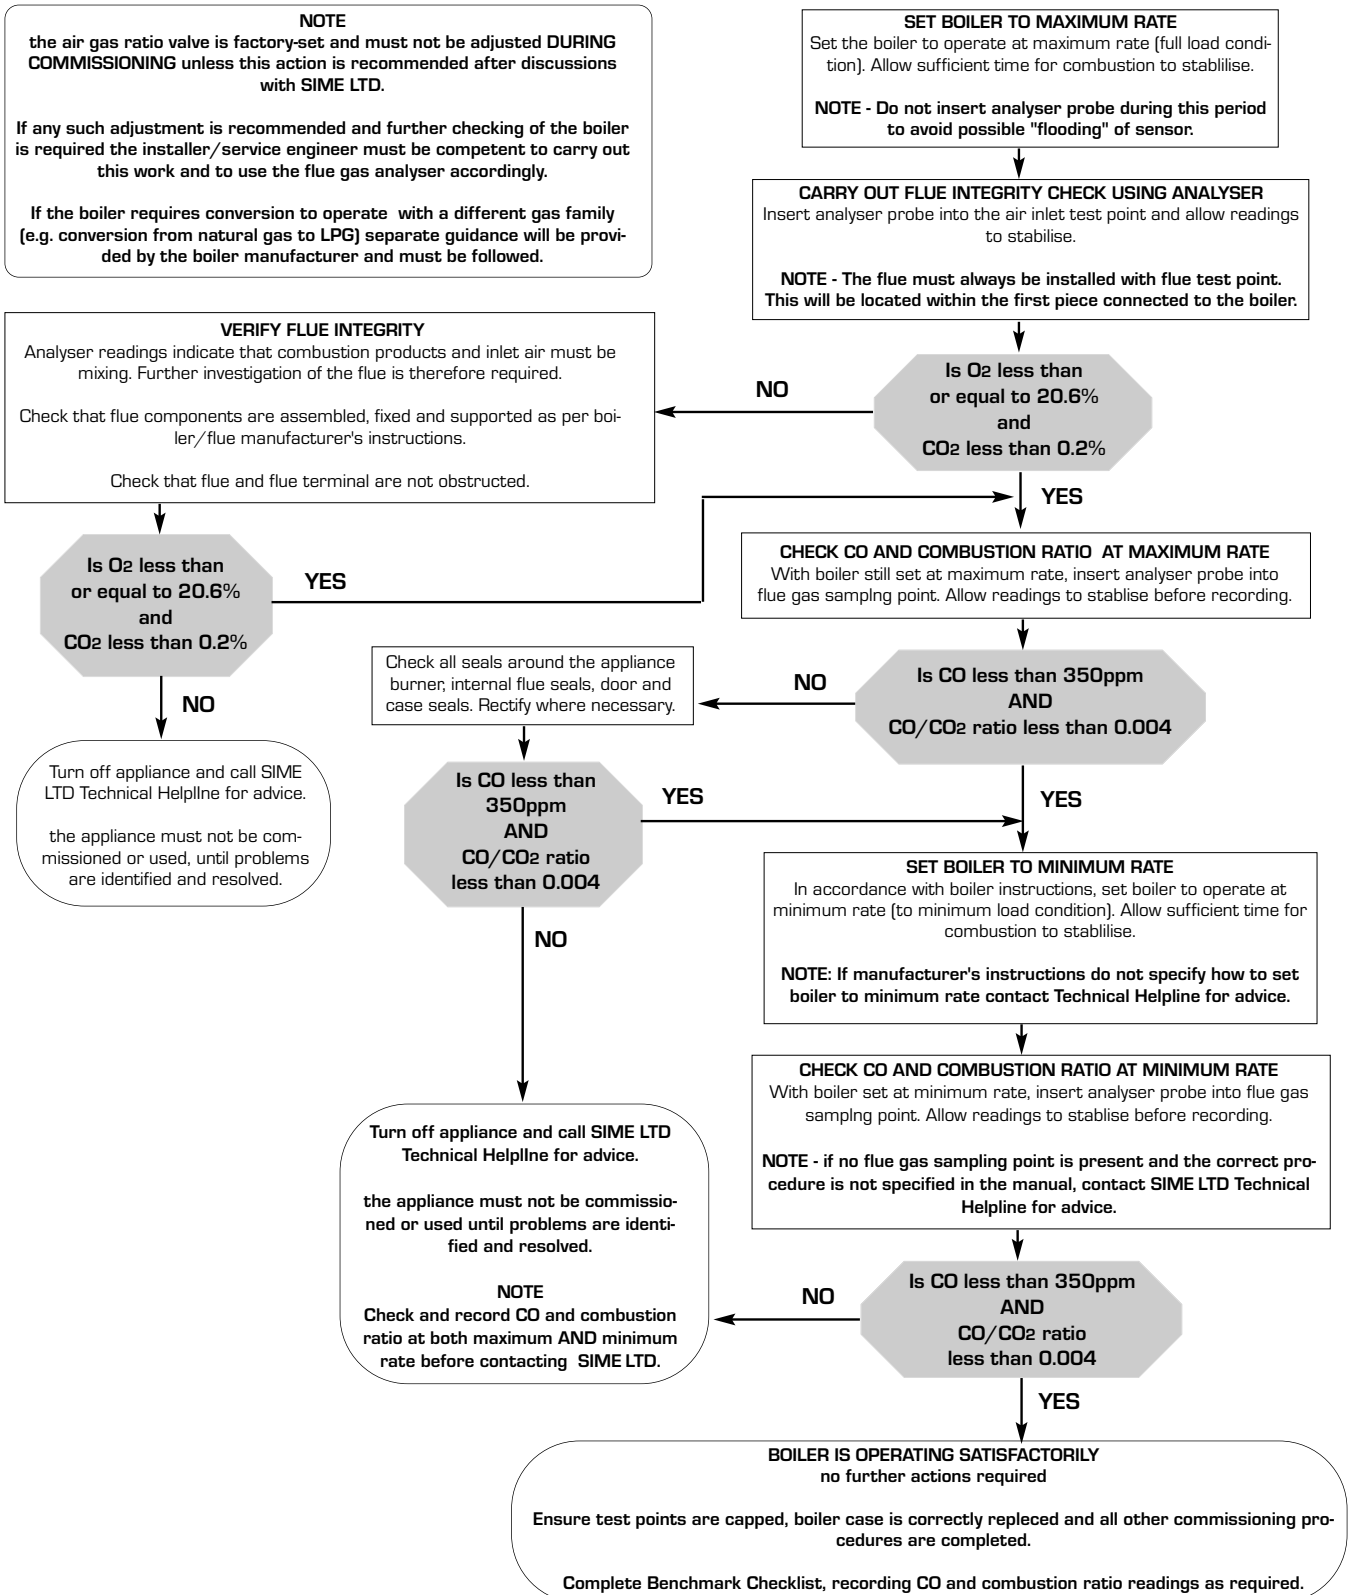 NOTE
the air gas ratio valve is factory-set and must not be adjusted DURING
COMMISSIONING unless this action is recommended after discussions
with SIME LTD.
If any such adjustment is recommended and further checking of the boiler
is required the installer/service engineer must be competent to carry out
this work and to use the flue gas analyser accordingly.
If the boiler requires conversion to operate with a different gas family
(e.g. conversion from natural gas to LPG) separate guidance will be provi-
ded by the boiler manufacturer and must be followed.
SET BOILER TO MAXIMUM RATE
Set the boiler to operate at maximum rate (full load condi-
tion). Allow sufficient time for combustion to stablilise.
NOTE - Do not insert analyser probe during this period
to avoid possible "flooding" of sensor.
CARRY OUT FLUE INTEGRITY CHECK USING ANALYSER
Insert analyser probe into the air inlet test point and allow readings
to stabilise.
NOTE - The flue must always be installed with flue test point.
This will be located within the first piece connected to the boiler.
Is O2 less than
or equal to 20.6%
and
CO2 less than 0.2%
NO
YES
VERIFY FLUE INTEGRITY
Analyser readings indicate that combustion products and inlet air must be
mixing. Further investigation of the flue is therefore required.
Check that flue components are assembled, fixed and supported as per boi-
ler/flue manufacturer's instructions.
Check that flue and flue terminal are not obstructed.
Is O2 less than
or equal to 20.6%
and
CO2 less than 0.2%
YES
NO
Turn off appliance and call SIME
LTD Technical HelpIIne for advice.
the appliance must not be com-
missioned or used, until problems
are identified and resolved.
CHECK CO AND COMBUSTION RATIO AT MAXIMUM RATE
With boiler still set at maximum rate, insert analyser probe into
flue gas samplng point. Allow readings to stablise before recording.
Is CO less than 350ppm
AND
CO/CO2 ratio less than 0.004
NO
YES
Check all seals around the appliance
burner, internal flue seals, door and
case seals. Rectify where necessary.
Is CO less than
350ppm
AND
CO/CO2 ratio
less than 0.004
YES
NO
SET BOILER TO MINIMUM RATE
In accordance with boiler instructions, set boiler to operate at
minimum rate (to minimum load condition). Allow sufficient time for
combustion to stablilise.
NOTE: If manufacturer's instructions do not specify how to set
boiler to minimum rate contact Technical Helpline for advice.
CHECK CO AND COMBUSTION RATIO AT MINIMUM RATE
With boiler set at minimum rate, insert analyser probe into flue gas
samplng point. Allow readings to stablise before recording.
NOTE - if no flue gas sampling point is present and the correct pro-
cedure is not specified in the manual, contact SIME LTD Technical
Helpline for advice.
Is CO less than 350ppm
AND
CO/CO2 ratio
less than 0.004
NO
YES
Turn off appliance and call SIME LTD
Technical HelpIIne for advice.
the appliance must not be commissio-
ned or used until problems are identi-
fied and resolved.
NOTE
Check and record CO and combustion
ratio at both maximum AND minimum
rate before contacting SIME LTD.
BOILER IS OPERATING SATISFACTORILY
no further actions required
Ensure test points are capped, boiler case is correctly repleced and all other commissioning pro-
cedures are completed.
Complete Benchmark Checklist, recording CO and combustion ratio readings as required.